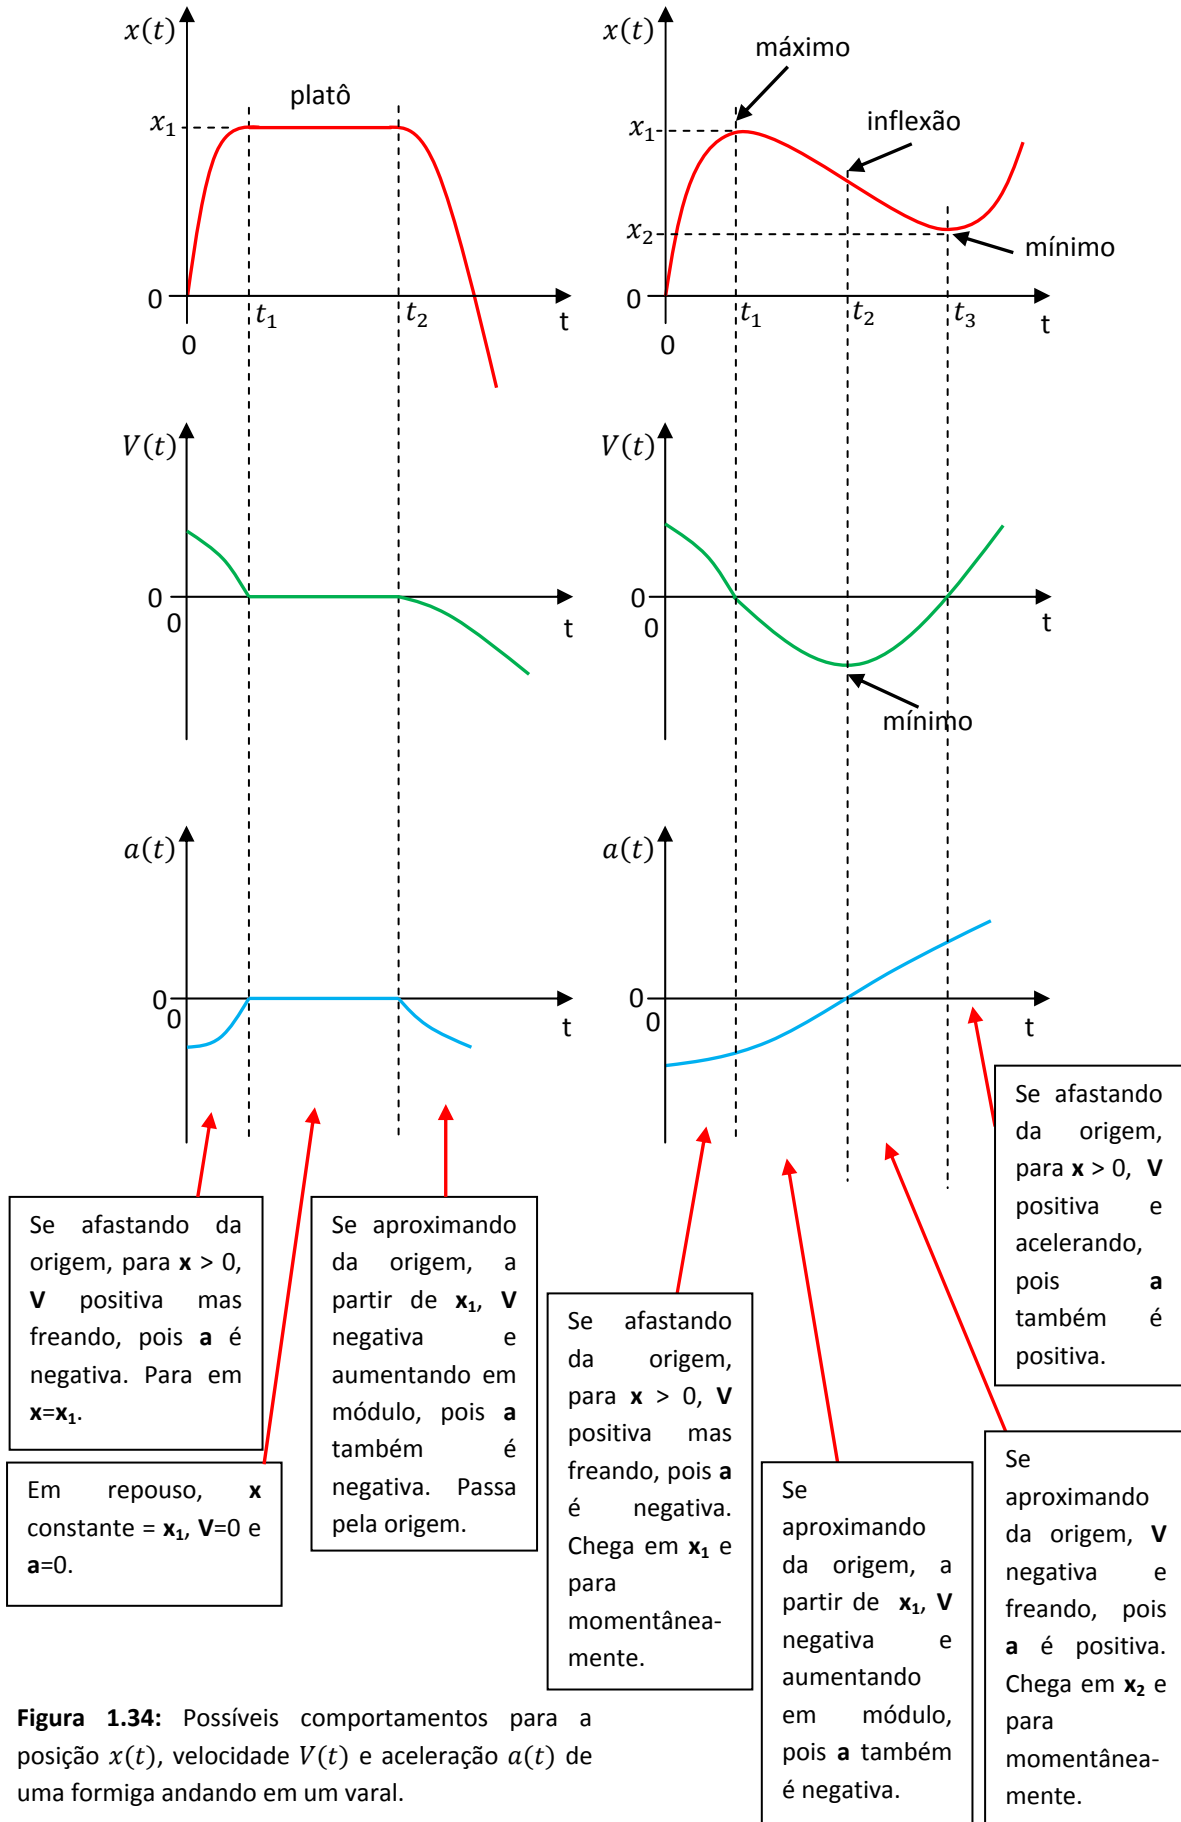 x(t)
platô
x₁
0
t₁
t₂
t
0
x(t)
máximo
inflexão
x₁
x₂
mínimo
0
t₁
t₂
t₃
t
0
V(t)
0
0
t
V(t)
0
0
t
mínimo
a(t)
0
0
t
a(t)
0
0
t
Se afastando da
origem, para x > 0,
V positiva mas
freando, pois a é
negativa. Para em
x=x₁.
Em repouso, x
constante = x₁, V=0 e
a=0.
Se aproximando
da origem, a
partir de x₁, V
negativa e
aumentando em
módulo, pois a
também é
negativa. Passa
pela origem.
Se afastando
da origem,
para x > 0, V
positiva mas
freando, pois a
é negativa.
Chega em x₁ e
para
momentânea-
mente.
Se
aproximando
da origem, a
partir de x₁, V
negativa e
aumentando
em módulo,
pois a também
é negativa.
Se
aproximando
da origem, V
negativa e
freando, pois
a é positiva.
Chega em x₂ e
para
momentânea-
mente.
Se afastando
da origem,
para x > 0, V
positiva e
acelerando,
pois a
também é
positiva.
Figura 1.34: Possíveis comportamentos para a
posição x(t), velocidade V(t) e aceleração a(t) de
uma formiga andando em um varal.